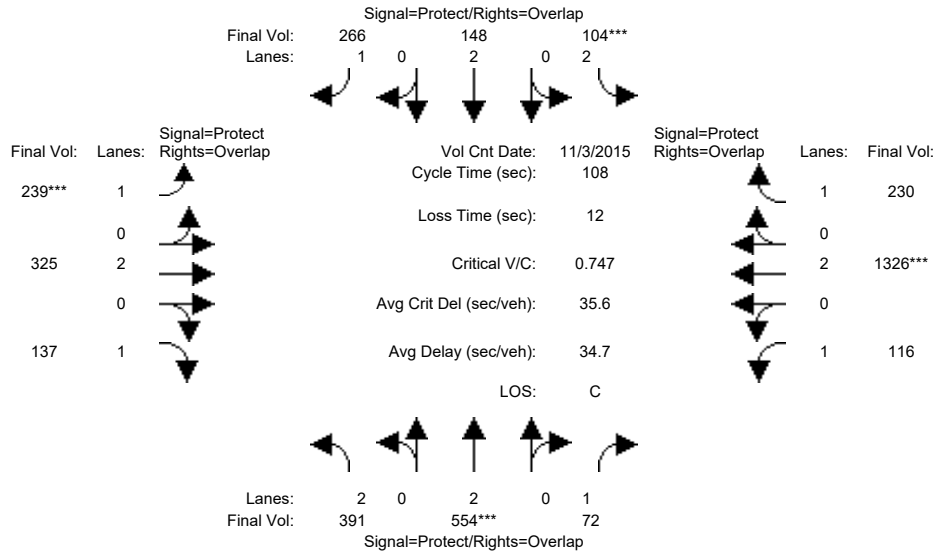 Signal=Protect/Rights=Overlap
Final Vol: 266 148 104***
Lanes: 1 0 2 0 2
Signal=Protect
Final Vol: Lanes: Rights=Overlap
Vol Cnt Date: 11/3/2015
Signal=Protect
Rights=Overlap Lanes: Final Vol:
Cycle Time (sec): 108
239*** 1
1 230
Loss Time (sec): 12
0
0
325 2
Critical V/C: 0.747
2 1326***
0
Avg Crit Del (sec/veh): 35.6
0
137 1
Avg Delay (sec/veh): 34.7
1 116
LOS: C
Lanes: 2 0 2 0 1
Final Vol: 391 554*** 72
Signal=Protect/Rights=Overlap